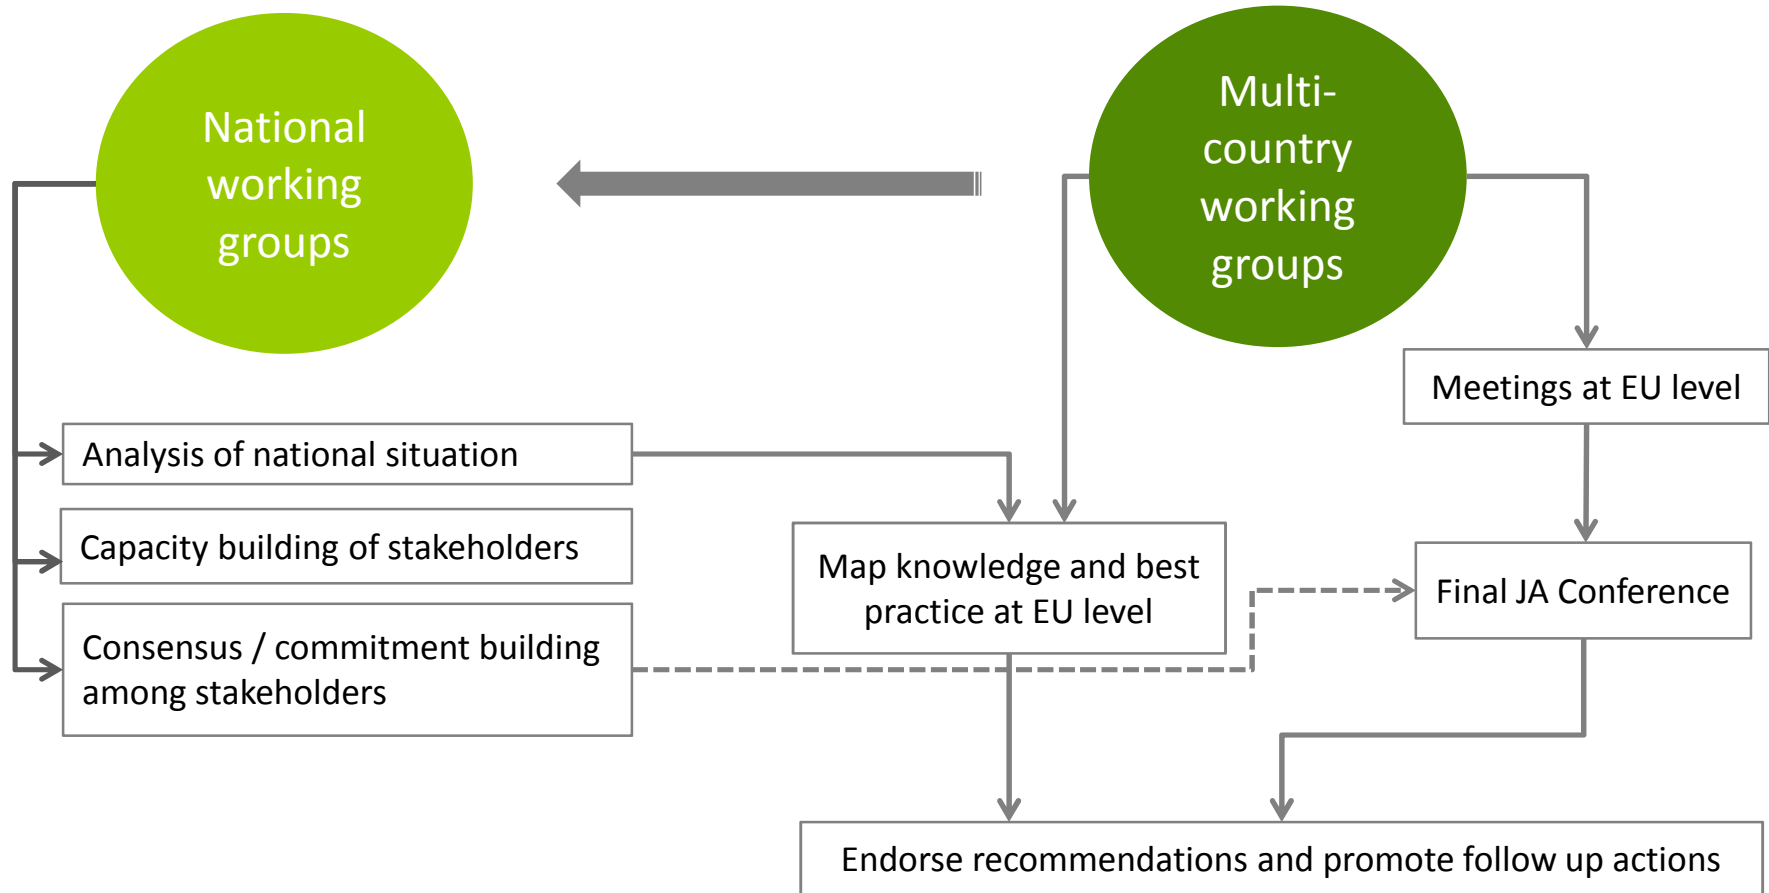 National
working
groups
Multi-
country
working
groups
Meetings at EU level
Analysis of national situation
Capacity building of stakeholders
Map knowledge and best
practice at EU level
Final JA Conference
Consensus / commitment building
among stakeholders
Endorse recommendations and promote follow up actions